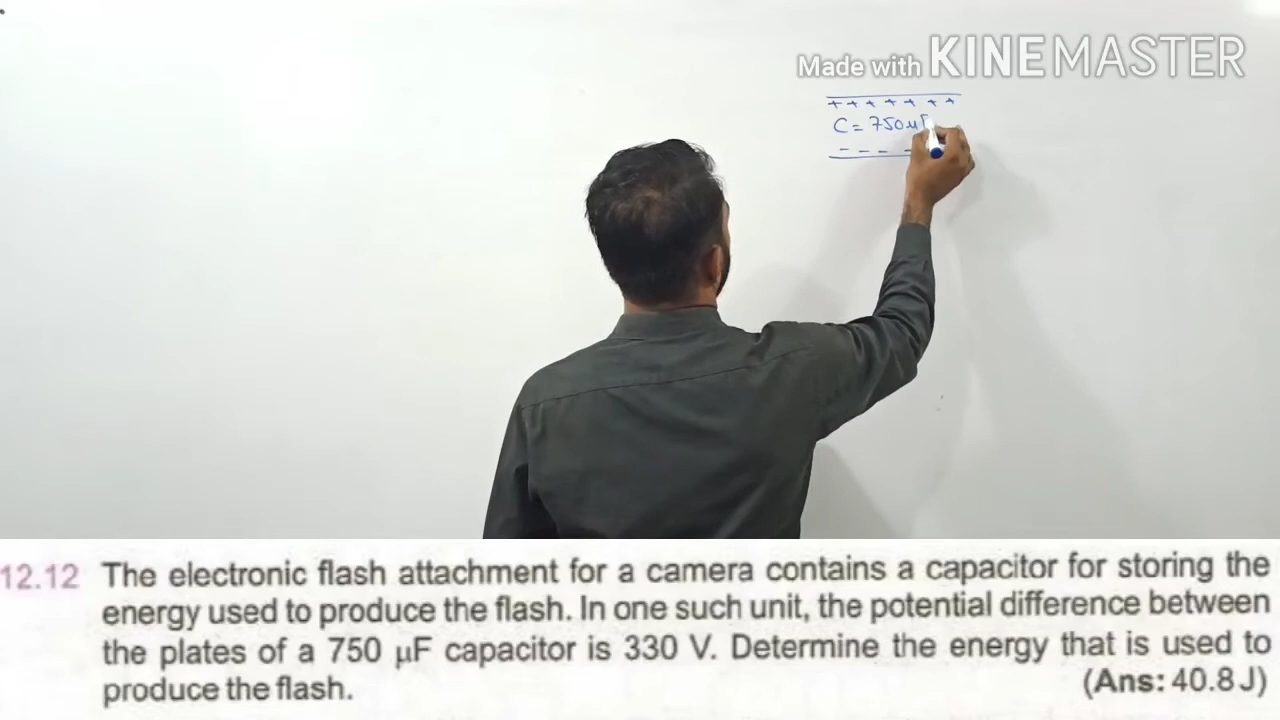 Made with KINEMASTER
+ + + + + + +
C = 750μF
- - - -
12.12 The electronic flash attachment for a camera contains a capacitor for storing the
energy used to produce the flash. In one such unit, the potential difference between
the plates of a 750 μF capacitor is 330 V. Determine the energy that is used to
produce the flash. (Ans: 40.8 J)